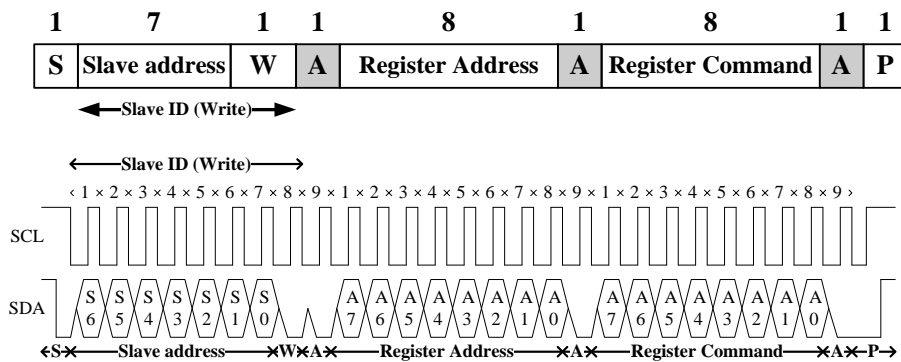 1 7 1 1 8 1 8 1 1
S Slave address W A Register Address A Register Command A P
Slave ID (Write)
Slave ID (Write)
‹ 1 × 2 × 3 × 4 × 5 × 6 × 7 × 8 × 9 × 1 × 2 × 3 × 4 × 5 × 6 × 7 × 8 × 9 × 1 × 2 × 3 × 4 × 5 × 6 × 7 × 8 × 9 ›
SCL
SDA S6 S5 S4 S3 S2 S1 S0 A7 A6 A5 A4 A3 A2 A1 A0 A7 A6 A5 A4 A3 A2 A1 A0
S Slave address W A Register Address A Register Command A P